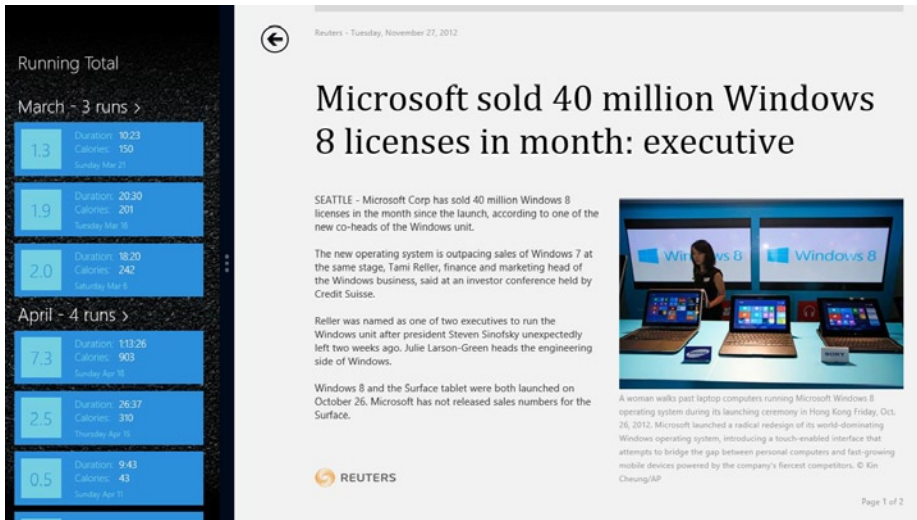 Running Total
March - 3 runs >
1.3
Duration: 10:23
Calories: 150
Sunday Mar 21
1.9
Duration: 20:30
Calories: 201
Tuesday Mar 16
2.0
Duration: 18:20
Calories: 242
Saturday Mar 6
April - 4 runs >
7.3
Duration: 1:13:26
Calories: 903
Sunday Apr 18
2.5
Duration: 26:37
Calories: 310
Thursday Apr 15
0.5
Duration: 9:43
Calories: 43
Sunday Apr 11
Reuters - Tuesday, November 27, 2012
Microsoft sold 40 million Windows
8 licenses in month: executive
SEATTLE - Microsoft Corp has sold 40 million Windows 8
licenses in the month since the launch, according to one of the
new co-heads of the Windows unit.
The new operating system is outpacing sales of Windows 7 at
the same stage, Tami Reller, finance and marketing head of
the Windows business, said at an investor conference held by
Credit Suisse.
Reller was named as one of two executives to run the
Windows unit after president Steven Sinofsky unexpectedly
left two weeks ago. Julie Larson-Green heads the engineering
side of Windows.
Windows 8 and the Surface tablet were both launched on
October 26. Microsoft has not released sales numbers for the
Surface.
REUTERS
Windows 8
Windows 8
SONY
A woman walks past laptop computers running Microsoft Windows 8
operating system during its launching ceremony in Hong Kong Friday, Oct.
26, 2012. Microsoft launched a radical redesign of its world-dominating
Windows operating system, introducing a touch-enabled interface that
attempts to bridge the gap between personal computers and fast-growing
mobile devices powered by the company's fiercest competitors. © Kin
Cheung/AP
Page 1 of 2